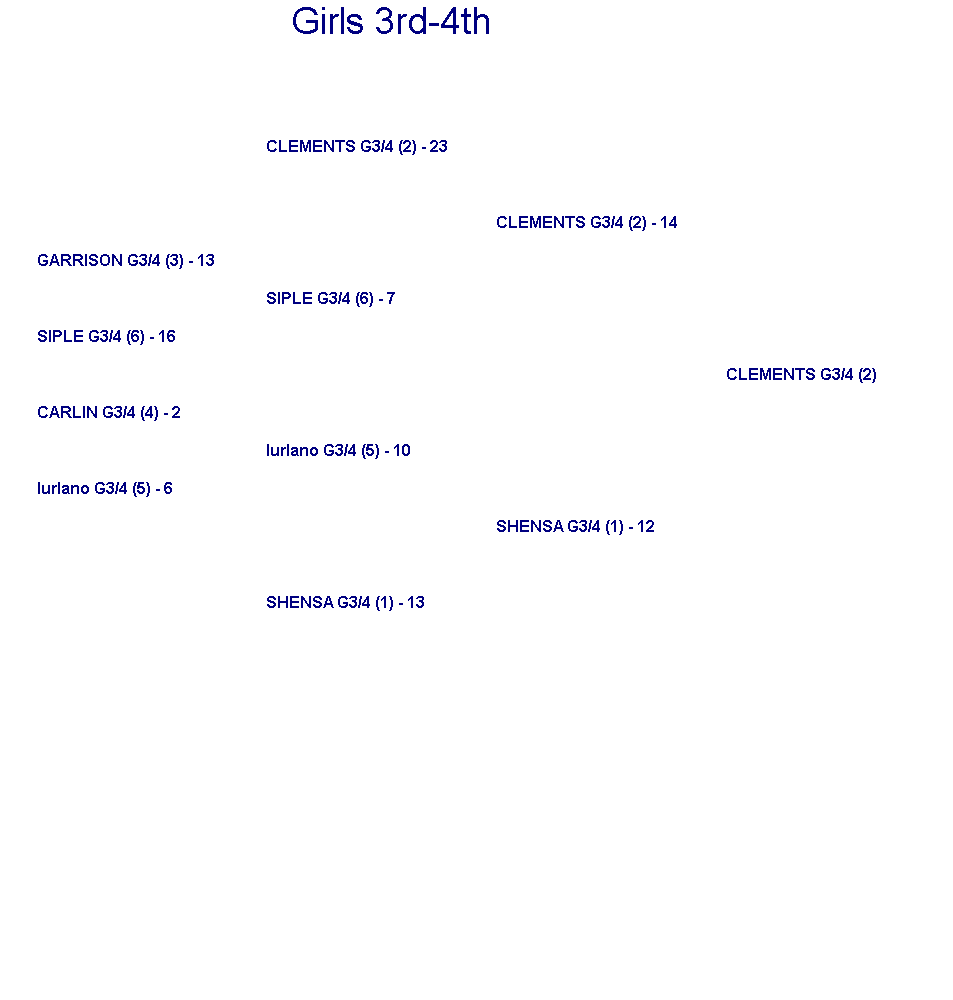 Girls 3rd-4th
CLEMENTS G3/4 (2) - 23
CLEMENTS G3/4 (2) - 14
GARRISON G3/4 (3) - 13
SIPLE G3/4 (6) - 7
SIPLE G3/4 (6) - 16
CLEMENTS G3/4 (2)
CARLIN G3/4 (4) - 2
Iurlano G3/4 (5) - 10
Iurlano G3/4 (5) - 6
SHENSA G3/4 (1) - 12
SHENSA G3/4 (1) - 13